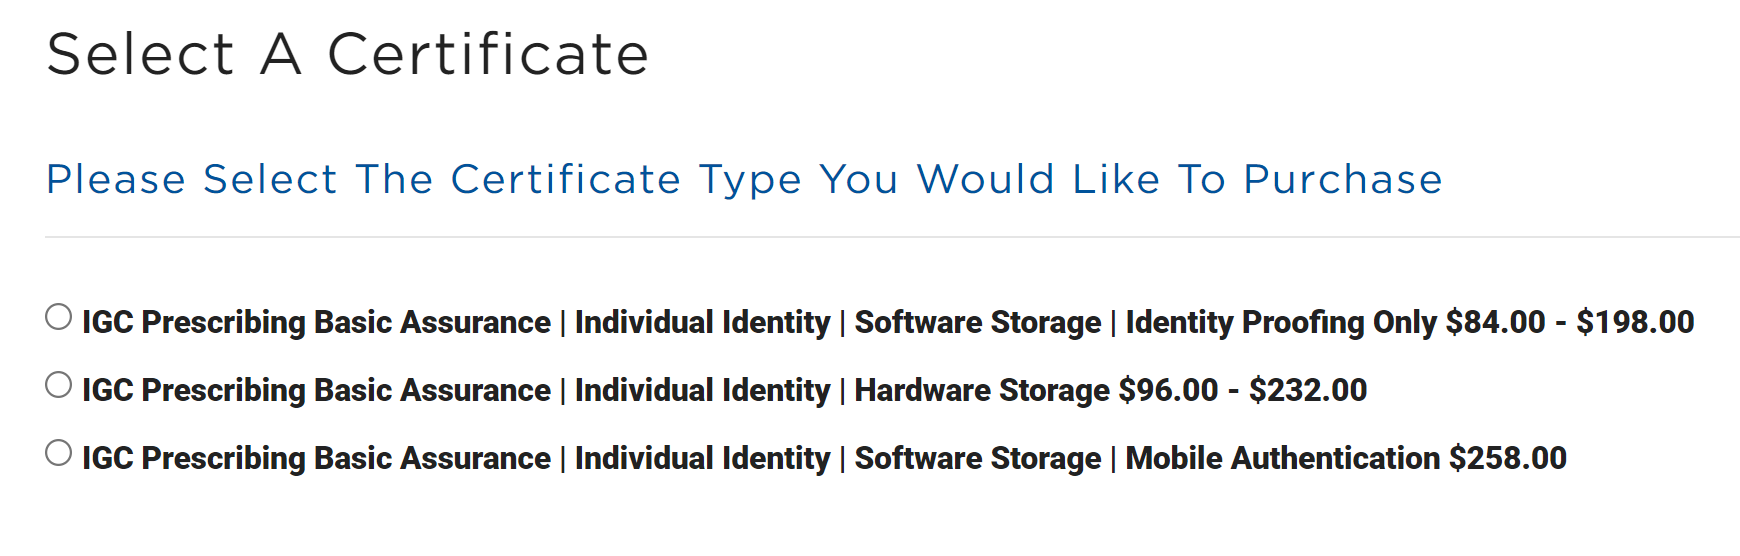 Select A Certificate
Please Select The Certificate Type You Would Like To Purchase
IGC Prescribing Basic Assurance | Individual Identity | Software Storage | Identity Proofing Only $84.00 - $198.00
IGC Prescribing Basic Assurance | Individual Identity | Hardware Storage $96.00 - $232.00
IGC Prescribing Basic Assurance | Individual Identity | Software Storage | Mobile Authentication $258.00